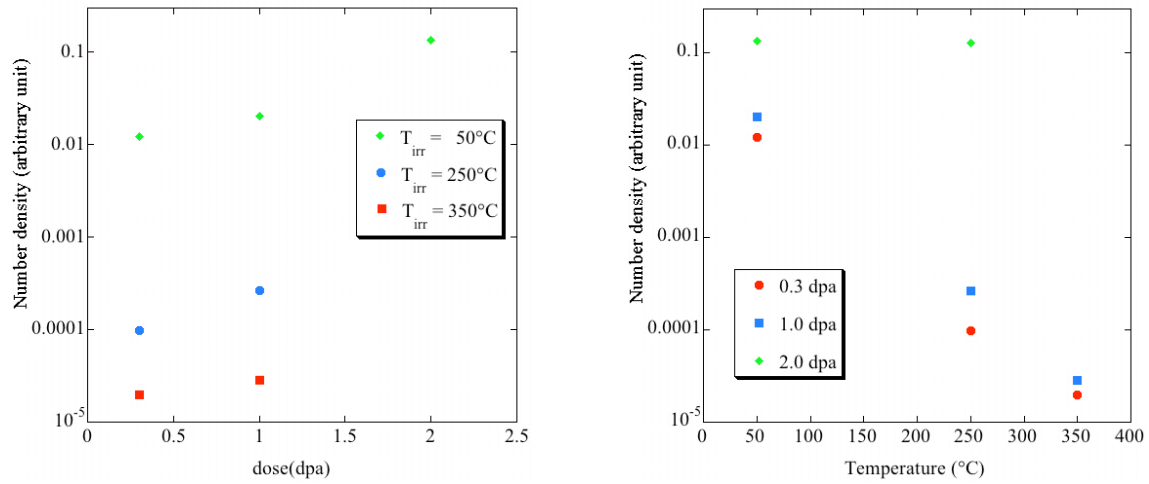 Number density (arbitrary unit)
0.1
0.01
0.001
0.0001
10-5
T irr = 50°C
T irr = 250°C
T irr = 350°C
0 0.5 1 1.5 2 2.5
dose(dpa)
Number density (arbitrary unit)
0.1
0.01
0.001
0.0001
10-5
0.3 dpa
1.0 dpa
2.0 dpa
0 50 100 150 200 250 300 350 400
Temperature (°C)